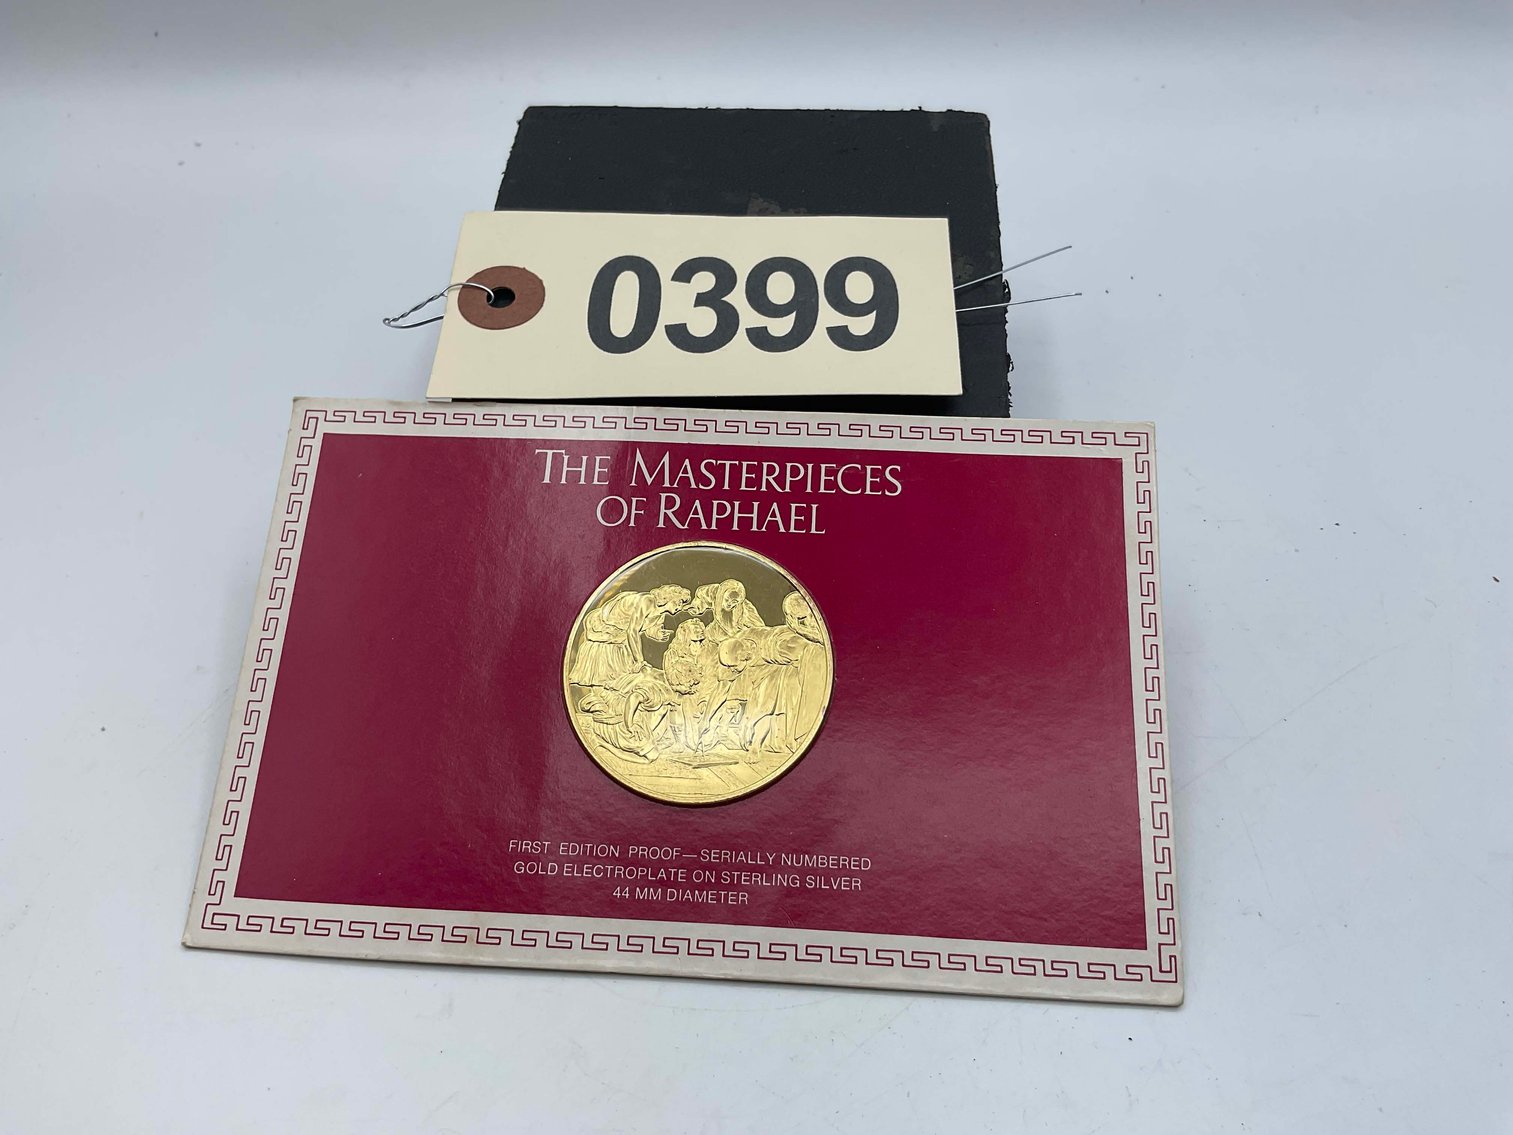 0399
THE MASTERPIECES
OF RAPHAEL
FIRST EDITION PROOF—SERIALLY NUMBERED
GOLD ELECTROPLATE ON STERLING SILVER
44 MM DIAMETER